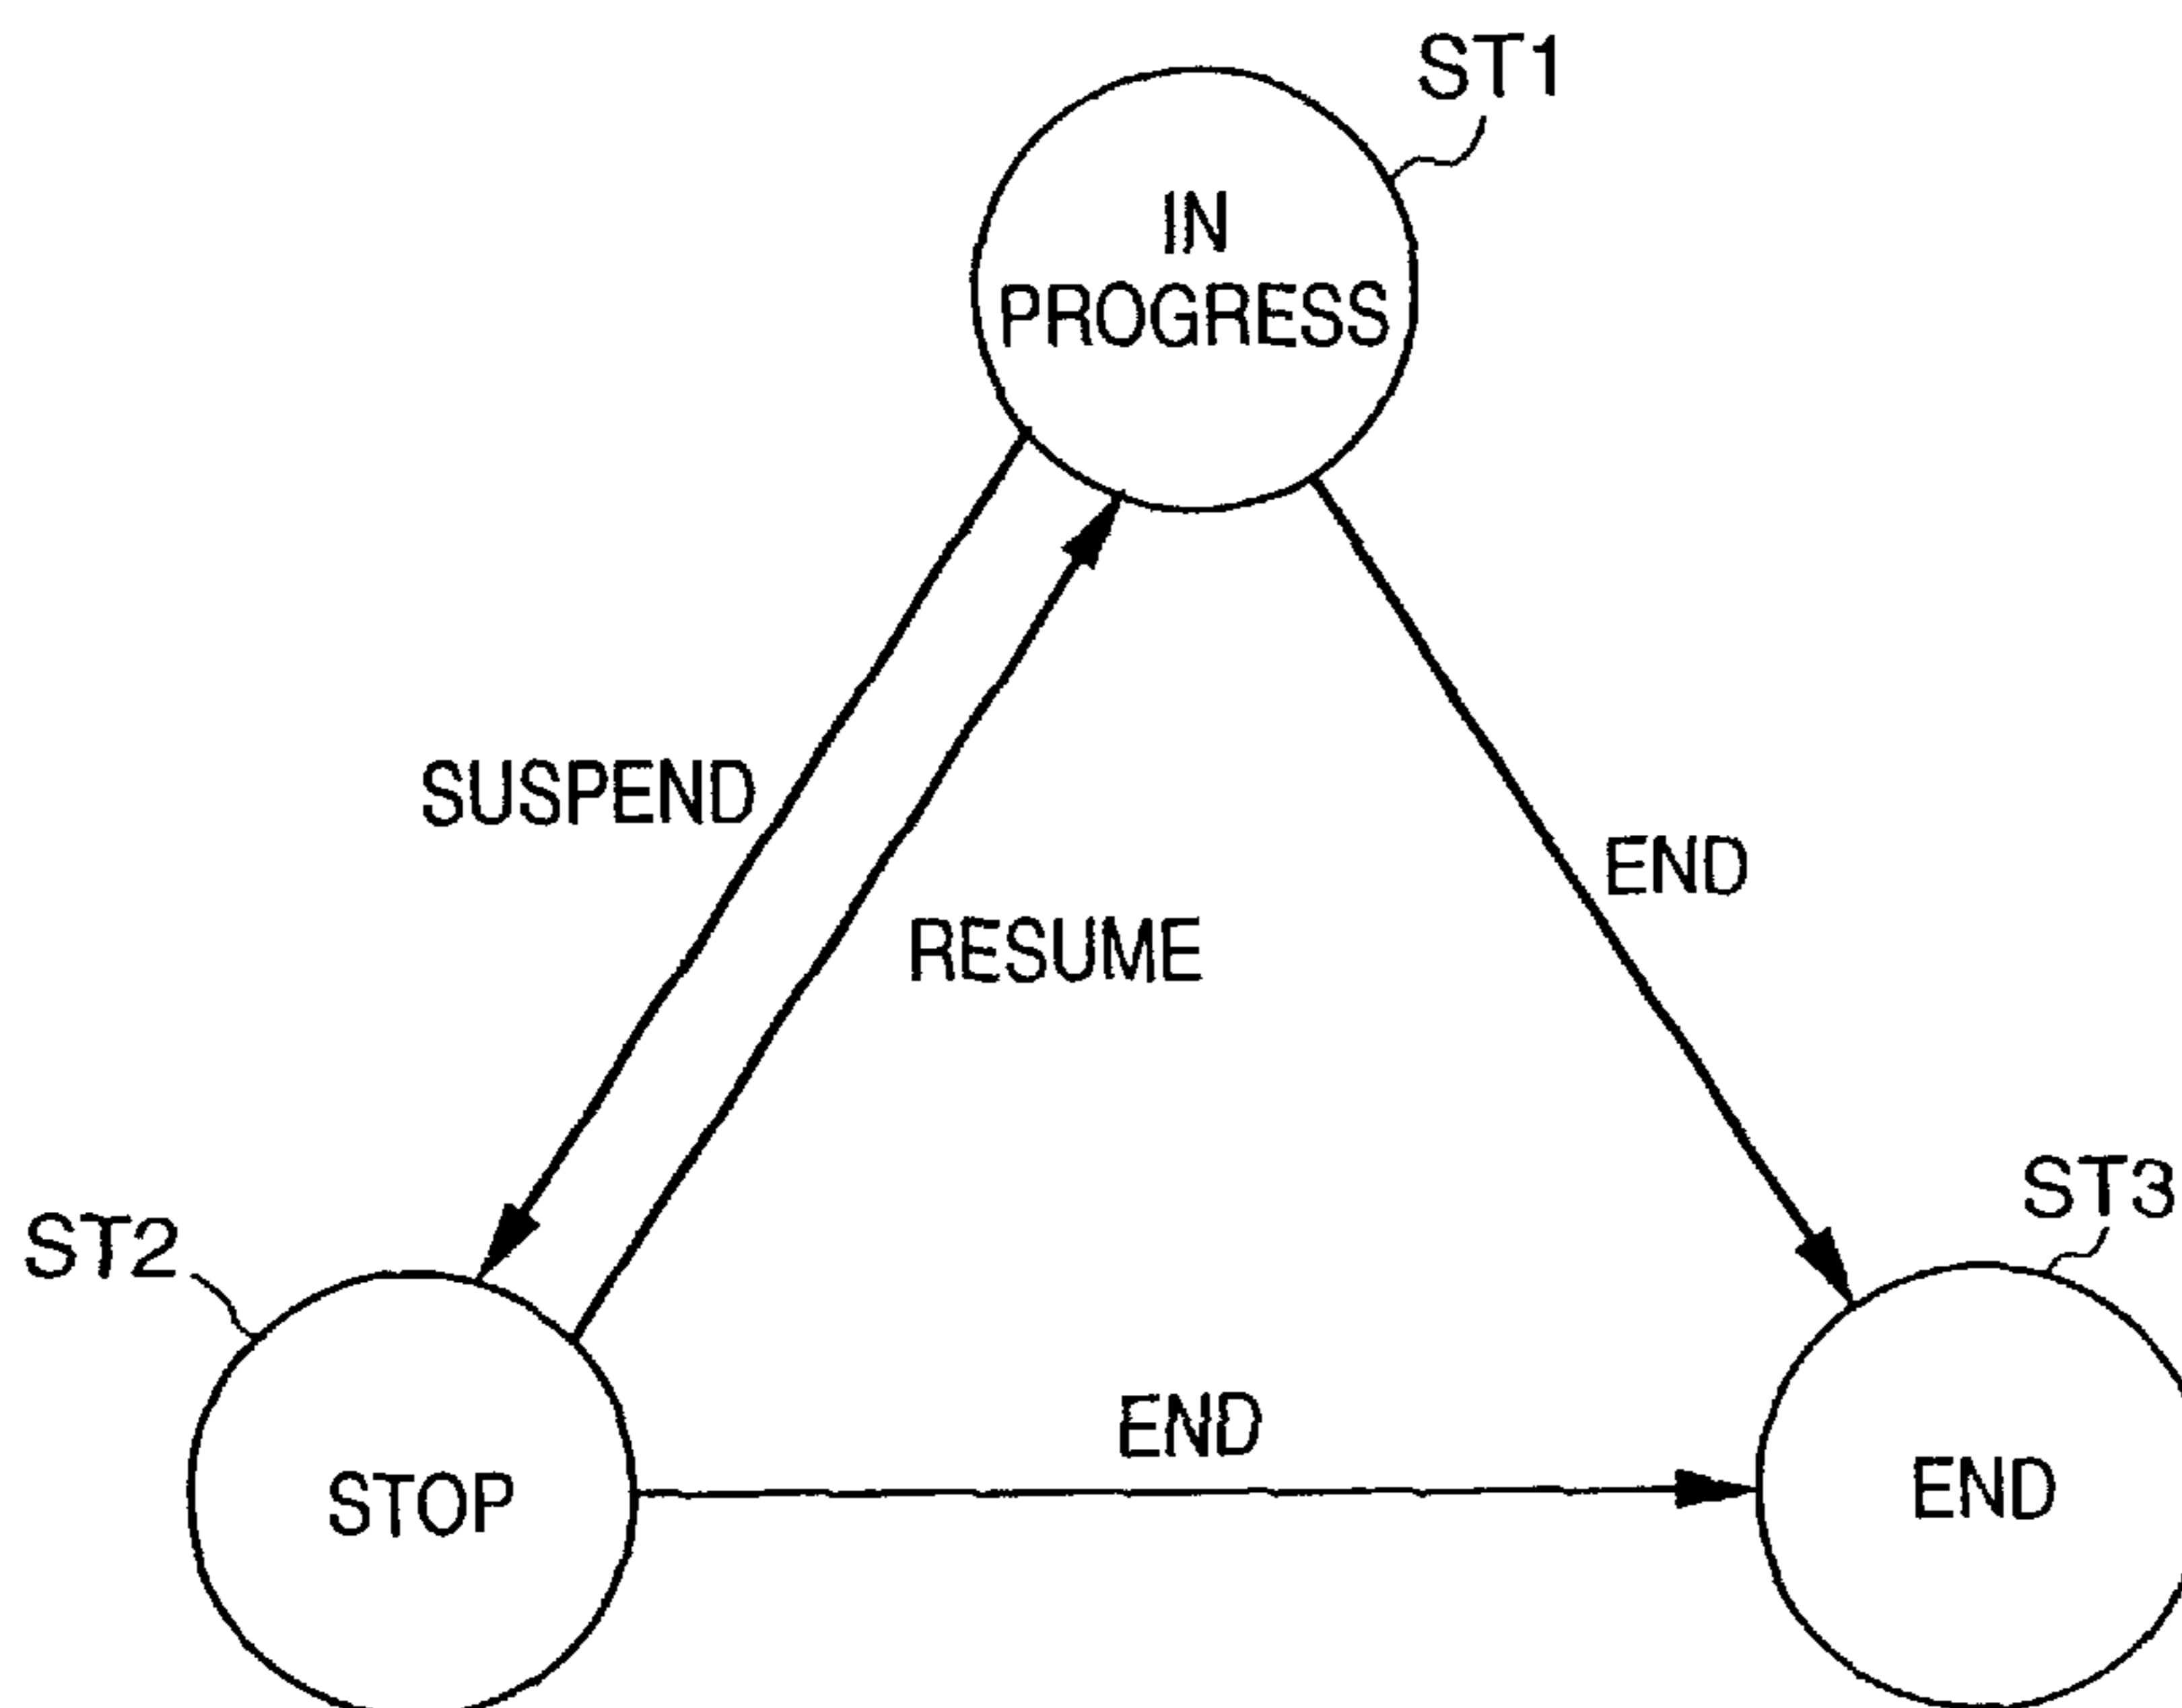 ST1
IN
PROGRESS
SUSPEND
END
RESUME
ST3
ST2
END
STOP
END